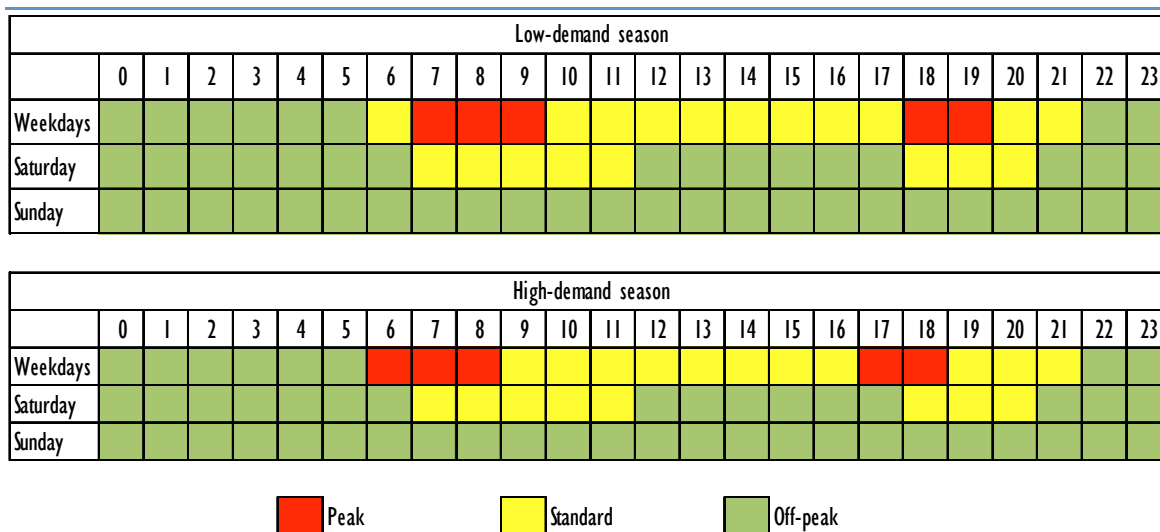 Low-demand season
0 1 2 3 4 5 6 7 8 9 10 11 12 13 14 15 16 17 18 19 20 21 22 23
Weekdays
Saturday
Sunday
High-demand season
0 1 2 3 4 5 6 7 8 9 10 11 12 13 14 15 16 17 18 19 20 21 22 23
Weekdays
Saturday
Sunday
Peak Standard Off-peak